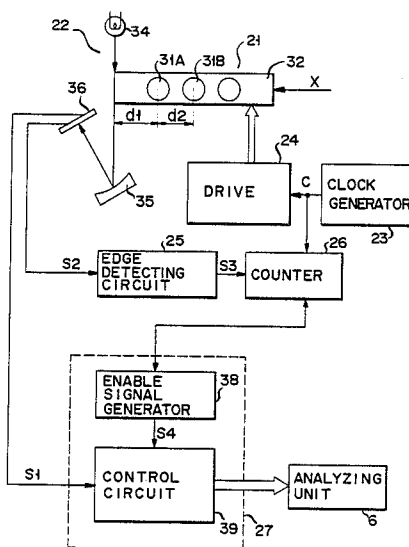 22
34
21
31A
31B
32
36
X
d1
d2
35
24
DRIVE
C
CLOCK
GENERATOR
23
25
EDGE
DETECTING
CIRCUIT
S2
S3
26
COUNTER
ENABLE
SIGNAL
GENERATOR
38
S4
S1
CONTROL
CIRCUIT
39
27
ANALYZING
UNIT
6